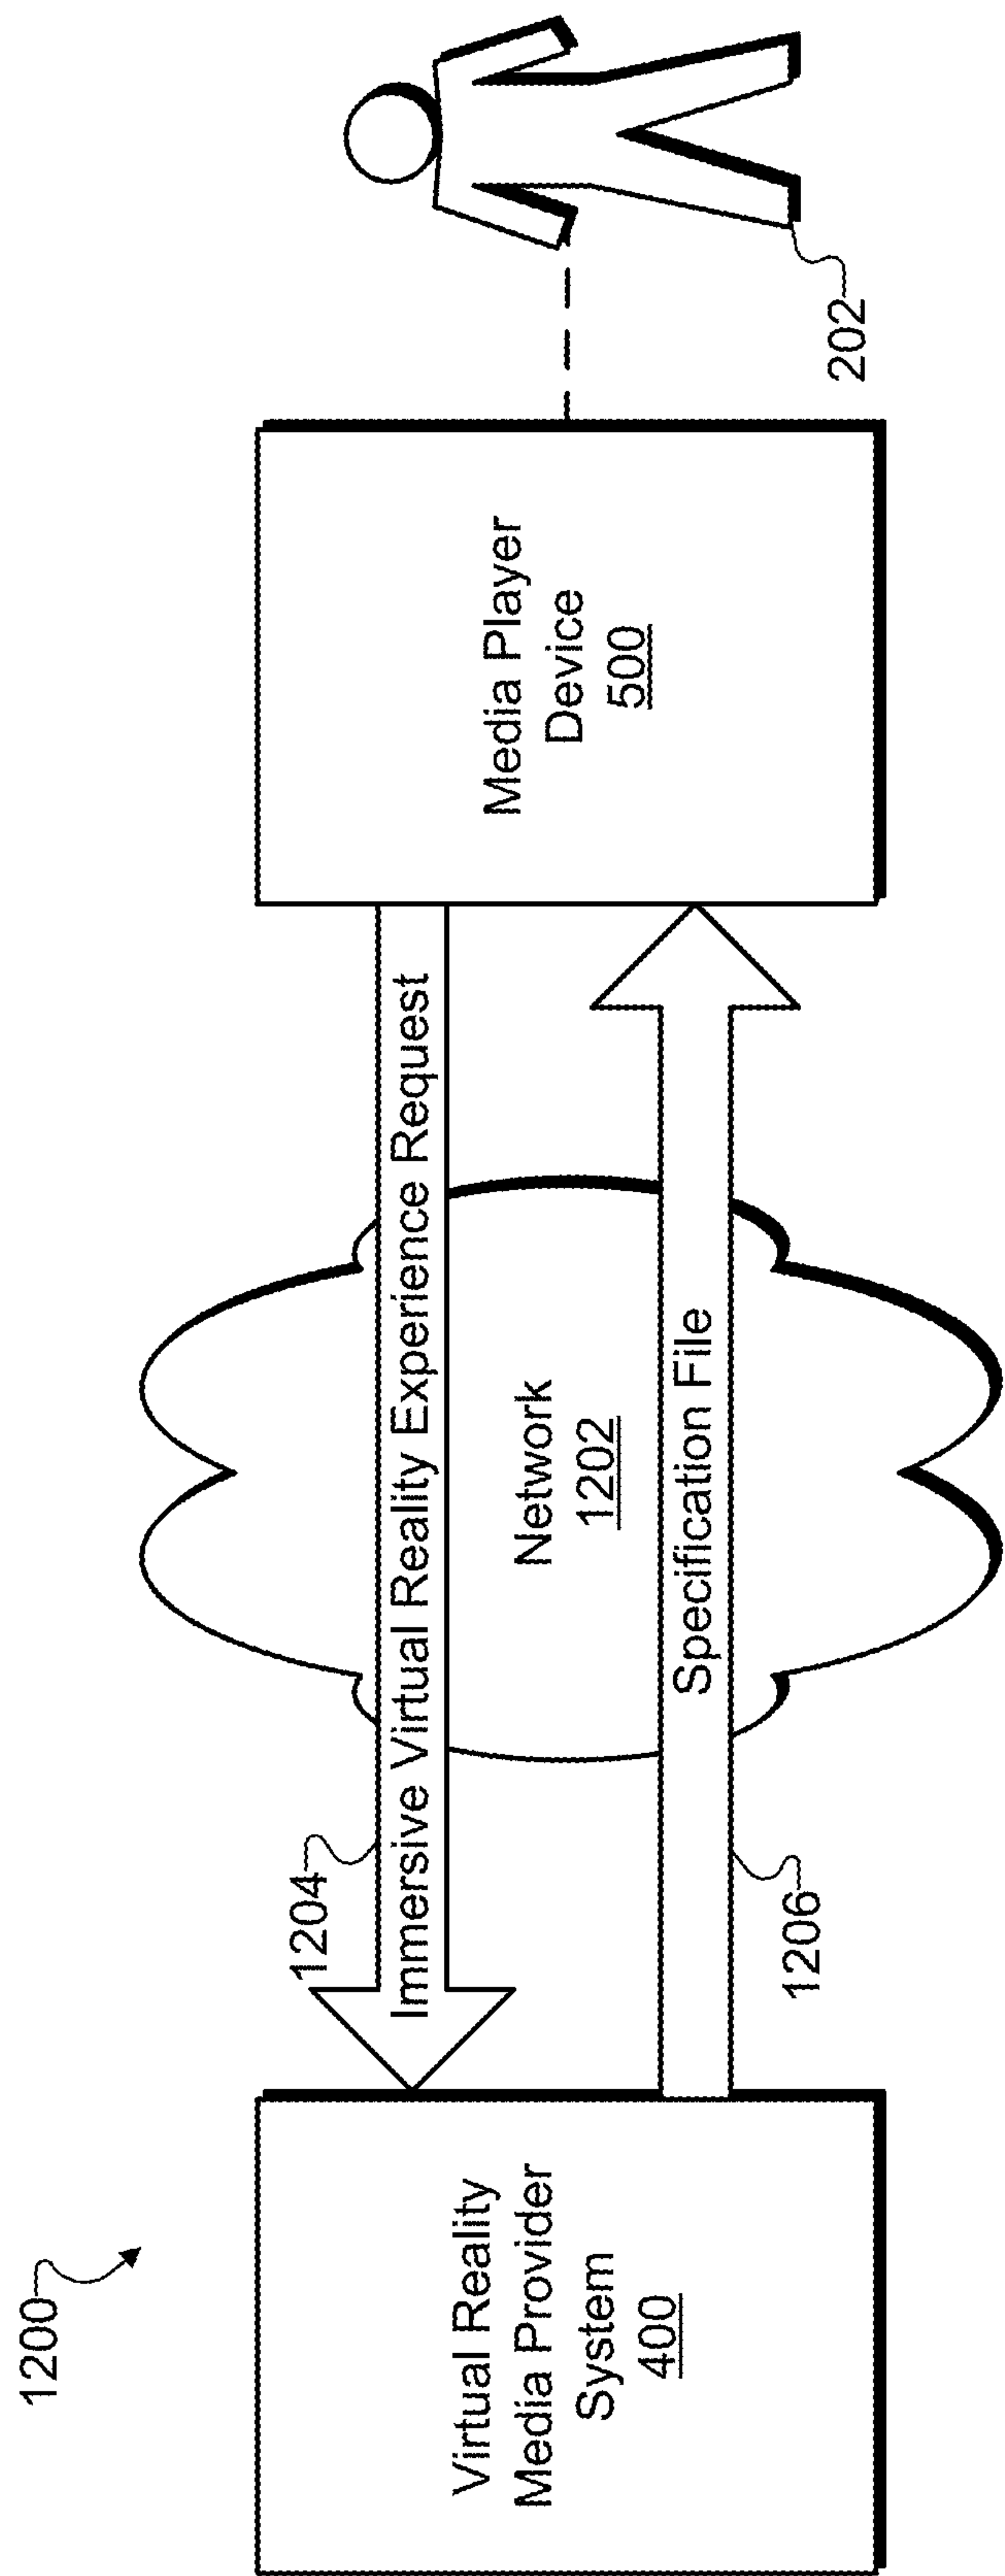 1200
Virtual Reality
Media Provider
System
400
1204
Immersive Virtual Reality Experience Request
Network
1202
Specification File
1206
Media Player
Device
500
202